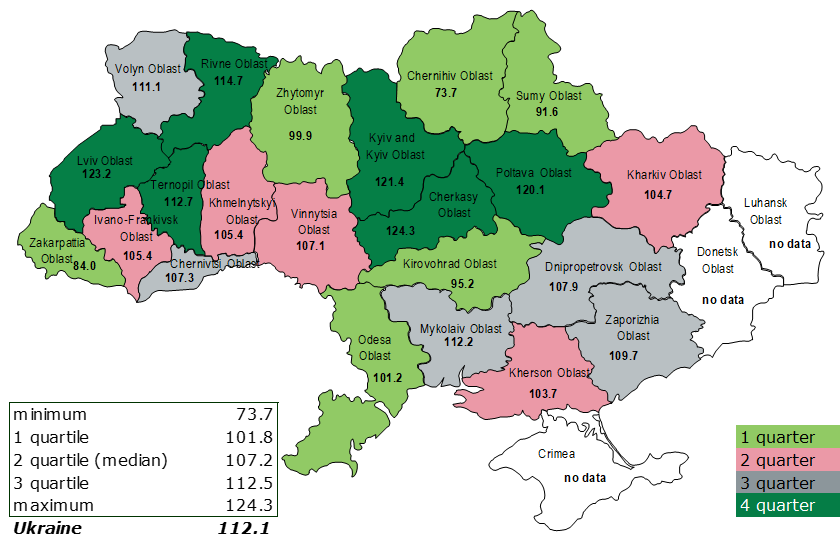 Volyn Oblast
111.1
Rivne Oblast
114.7
Zhytomyr
Oblast
99.9
Chernihiv Oblast
73.7
Sumy Oblast
91.6
Kyiv and
Kyiv Oblast
121.4
Lviv Oblast
123.2
Ternopil Oblast
112.7
Khmelnytskyi
Oblast
105.4
Ivano-Frankivsk
Oblast
105.4
Zakarpattia
Oblast
84.0
Chernivtsi Oblast
107.3
Vinnytsia
Oblast
107.1
Cherkasy
Oblast
124.3
Poltava Oblast
120.1
Kharkiv Oblast
104.7
Luhansk
Oblast
no data
Donetsk
Oblast
no data
Kirovohrad Oblast
95.2
Dnipropetrovsk Oblast
107.9
Zaporizhia
Oblast
109.7
Mykolaiv Oblast
112.2
Odesa
Oblast
101.2
Kherson Oblast
103.7
Crimea
no data
minimum 73.7
1 quartile 101.8
2 quartile (median) 107.2
3 quartile 112.5
maximum 124.3
Ukraine 112.1
1 quarter
2 quarter
3 quarter
4 quarter